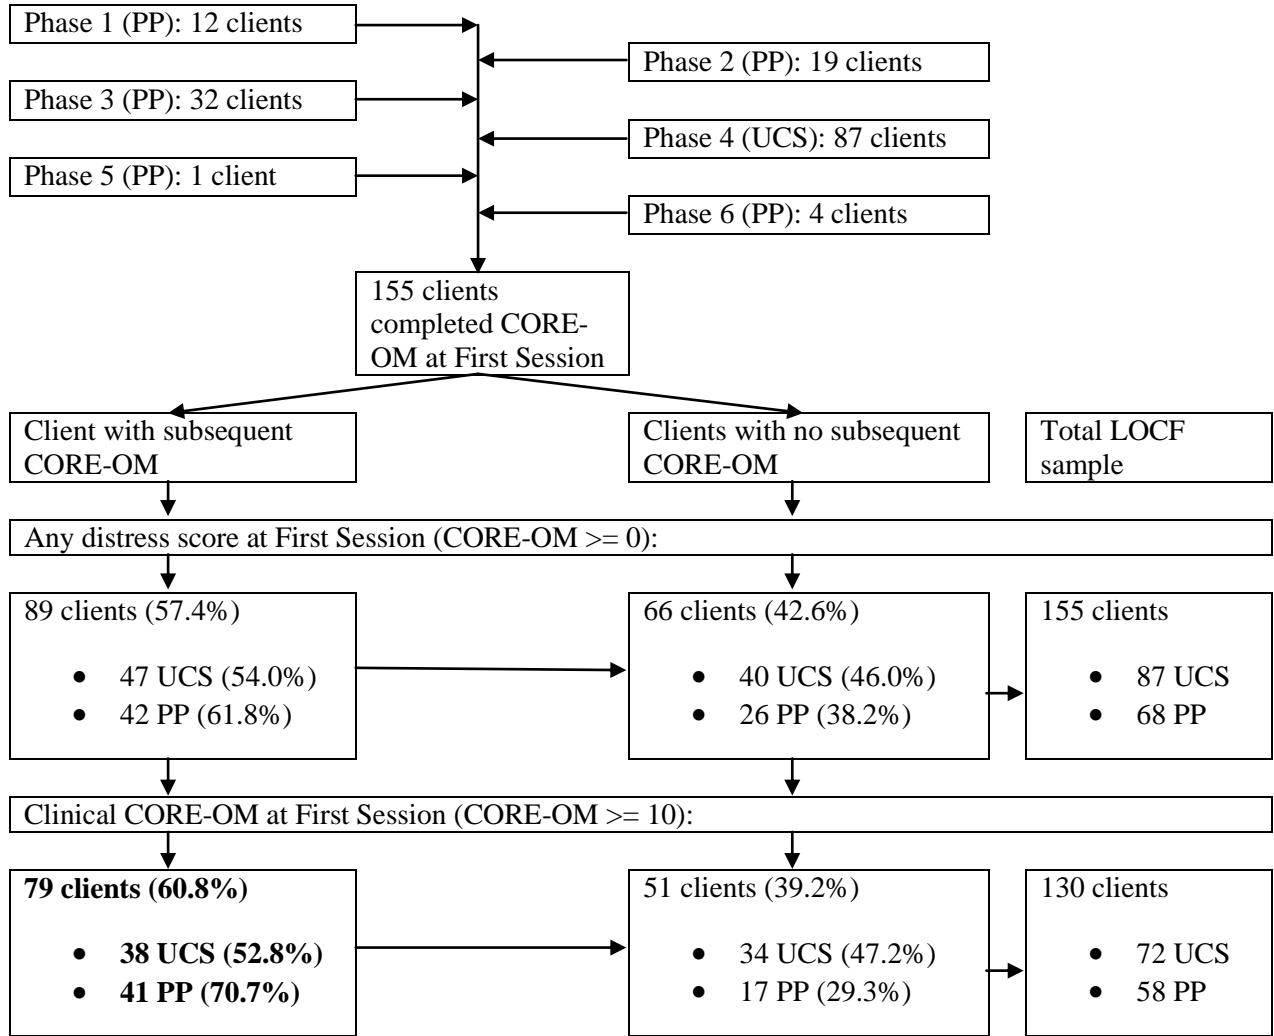 Phase 1 (PP): 12 clients
Phase 2 (PP): 19 clients
Phase 3 (PP): 32 clients
Phase 4 (UCS): 87 clients
Phase 5 (PP): 1 client
Phase 6 (PP): 4 clients
155 clients
completed CORE-
OM at First Session
Client with subsequent
CORE-OM
Clients with no subsequent
CORE-OM
Total LOCF
sample
Any distress score at First Session (CORE-OM >= 0):
89 clients (57.4%)
• 47 UCS (54.0%)
• 42 PP (61.8%)
66 clients (42.6%)
• 40 UCS (46.0%)
• 26 PP (38.2%)
155 clients
• 87 UCS
• 68 PP
Clinical CORE-OM at First Session (CORE-OM >= 10):
79 clients (60.8%)
• 38 UCS (52.8%)
• 41 PP (70.7%)
51 clients (39.2%)
• 34 UCS (47.2%)
• 17 PP (29.3%)
130 clients
• 72 UCS
• 58 PP